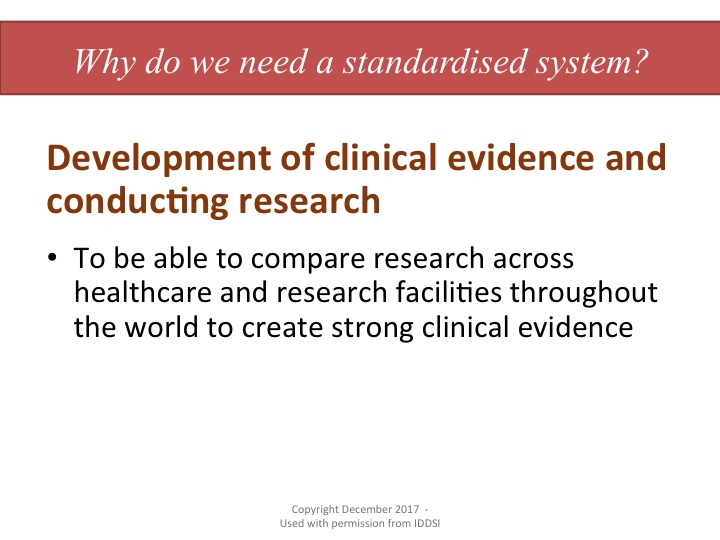 Why do we need a standardised system?
Development of clinical evidence and
conducting research
• To be able to compare research across
healthcare and research facilities throughout
the world to create strong clinical evidence
Copyright December 2017 -
Used with permission from IDDSI